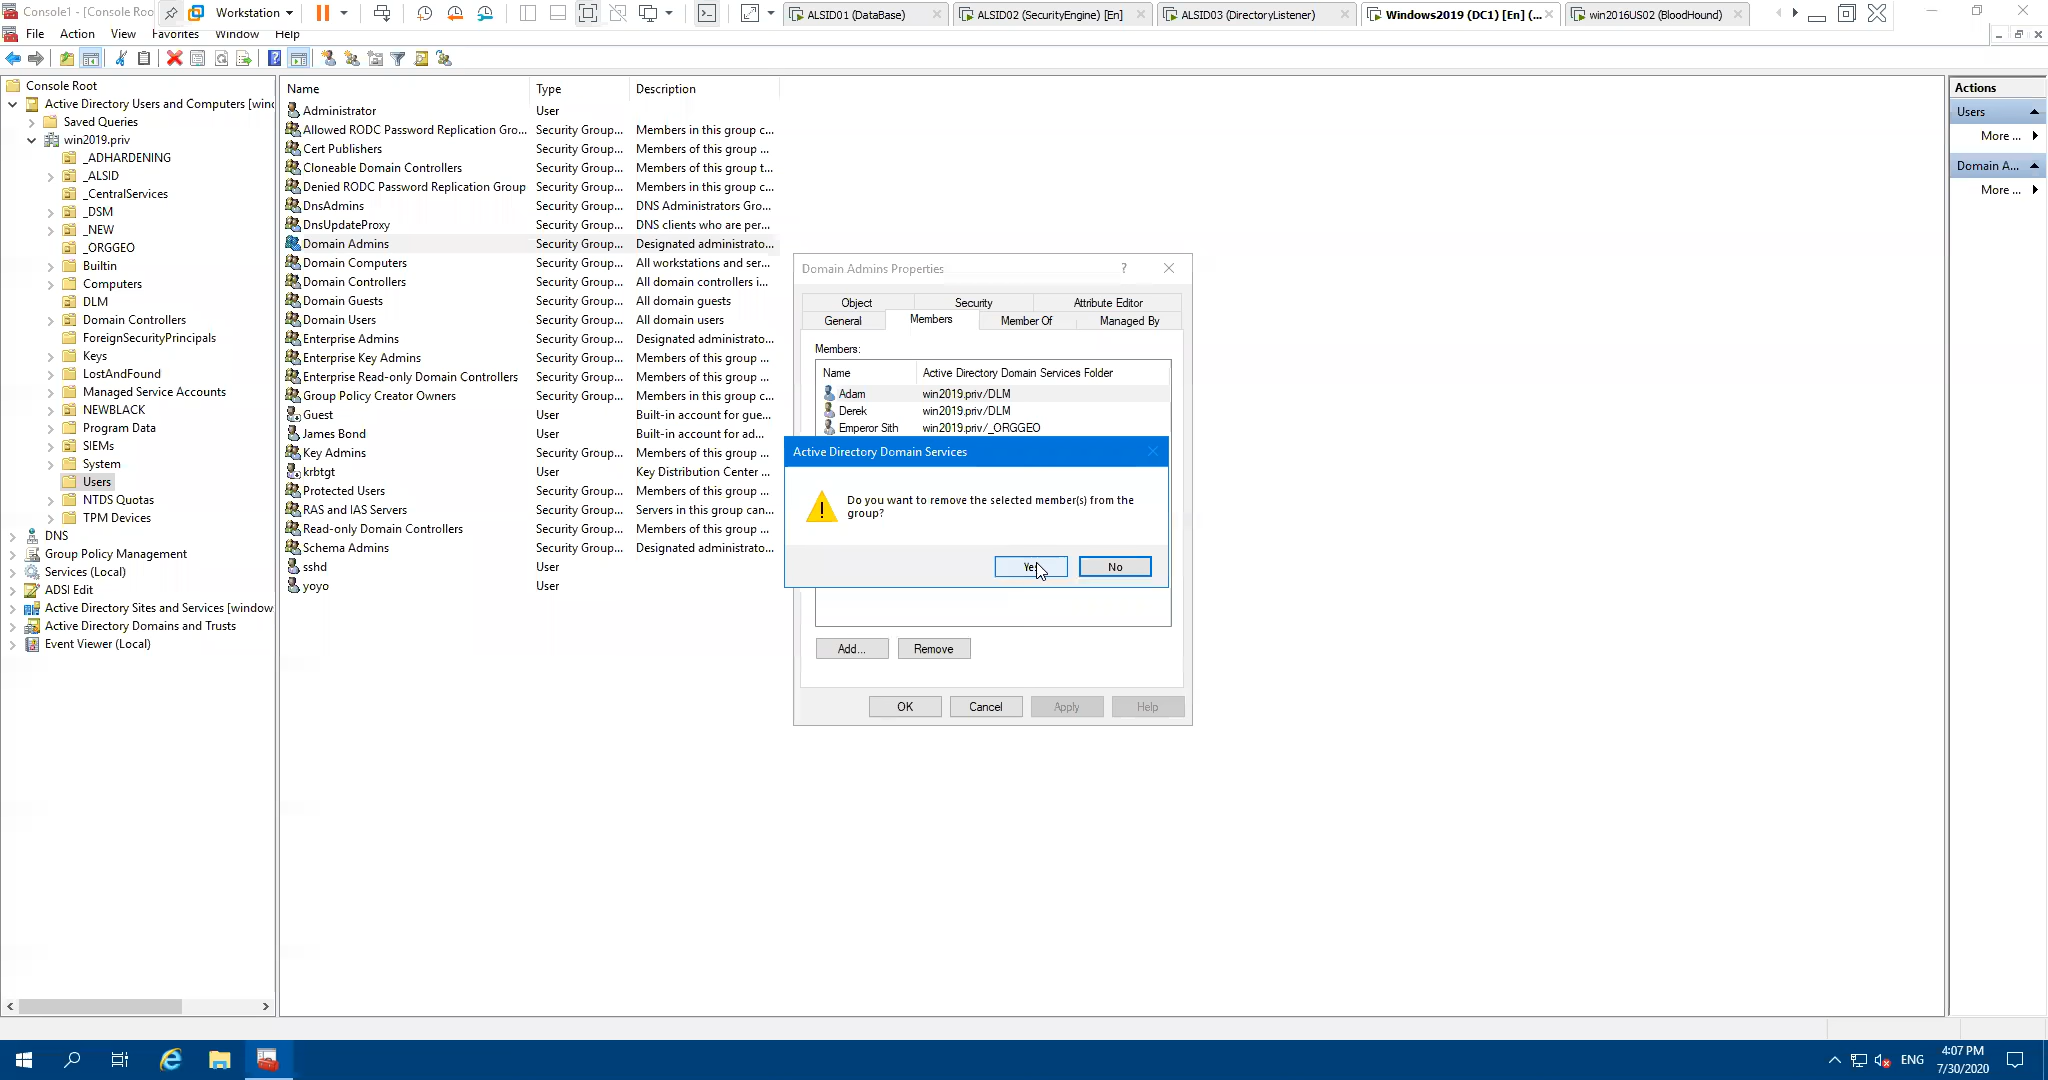 Console1 - [Console Roo
Workstation
ALSID01 (DataBase)
ALSID02 (SecurityEngine) [En]
ALSID03 (DirectoryListener)
Windows2019 (DC1) [En] (...
win2016US02 (BloodHound)
File Action View Favorites Window Help
Console Root
Active Directory Users and Computers [wind
Saved Queries
win2019.priv
_ADHARDENING
_ALSID
_CentralServices
_DSM
_NEW
_ORGGEO
Builtin
Computers
DLM
Domain Controllers
ForeignSecurityPrincipals
Keys
LostAndFound
Managed Service Accounts
NEWBLACK
Program Data
SIEMs
System
Users
NTDS Quotas
TPM Devices
DNS
Group Policy Management
Services (Local)
ADSI Edit
Active Directory Sites and Services [window
Active Directory Domains and Trusts
Event Viewer (Local)
Name Type Description
Administrator User
Allowed RODC Password Replication Gro... Security Group... Members in this group c...
Cert Publishers Security Group... Members of this group ...
Cloneable Domain Controllers Security Group... Members of this group t...
Denied RODC Password Replication Group Security Group... Members in this group c...
DnsAdmins Security Group... DNS Administrators Gro...
DnsUpdateProxy Security Group... DNS clients who are per...
Domain Admins Security Group... Designated administrato...
Domain Computers Security Group... All workstations and ser...
Domain Controllers Security Group... All domain controllers i...
Domain Guests Security Group... All domain guests
Domain Users Security Group... All domain users
Enterprise Admins Security Group... Designated administrato...
Enterprise Key Admins Security Group... Members of this group ...
Enterprise Read-only Domain Controllers Security Group... Members of this group ...
Group Policy Creator Owners Security Group... Members in this group c...
Guest User Built-in account for gue...
James Bond User Built-in account for ad...
Key Admins Security Group... Members of this group ...
krbtgt User Key Distribution Center ...
Protected Users Security Group... Members of this group ...
RAS and IAS Servers Security Group... Servers in this group can...
Read-only Domain Controllers Security Group... Members of this group ...
Schema Admins Security Group... Designated administrato...
sshd User
yoyo User
Domain Admins Properties ?
Object Security Attribute Editor
General Members Member Of Managed By
Members:
Name Active Directory Domain Services Folder
Adam win2019.priv/DLM
Derek win2019.priv/DLM
Emperor Sith win2019.priv/_ORGGEO
Active Directory Domain Services
Do you want to remove the selected member(s) from the
group?
Yes No
Add... Remove
OK Cancel Apply Help
Actions
Users
More ...
Domain A...
More ...
ENG
4:07 PM
7/30/2020